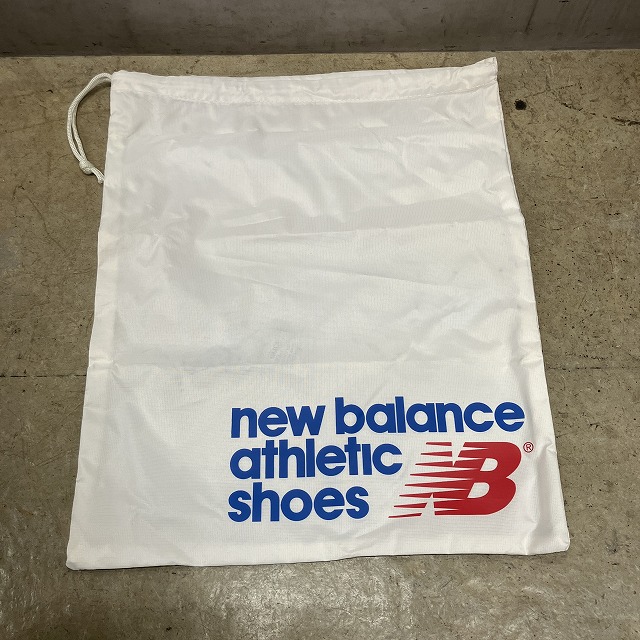 new balance
athletic
shoes
NB®